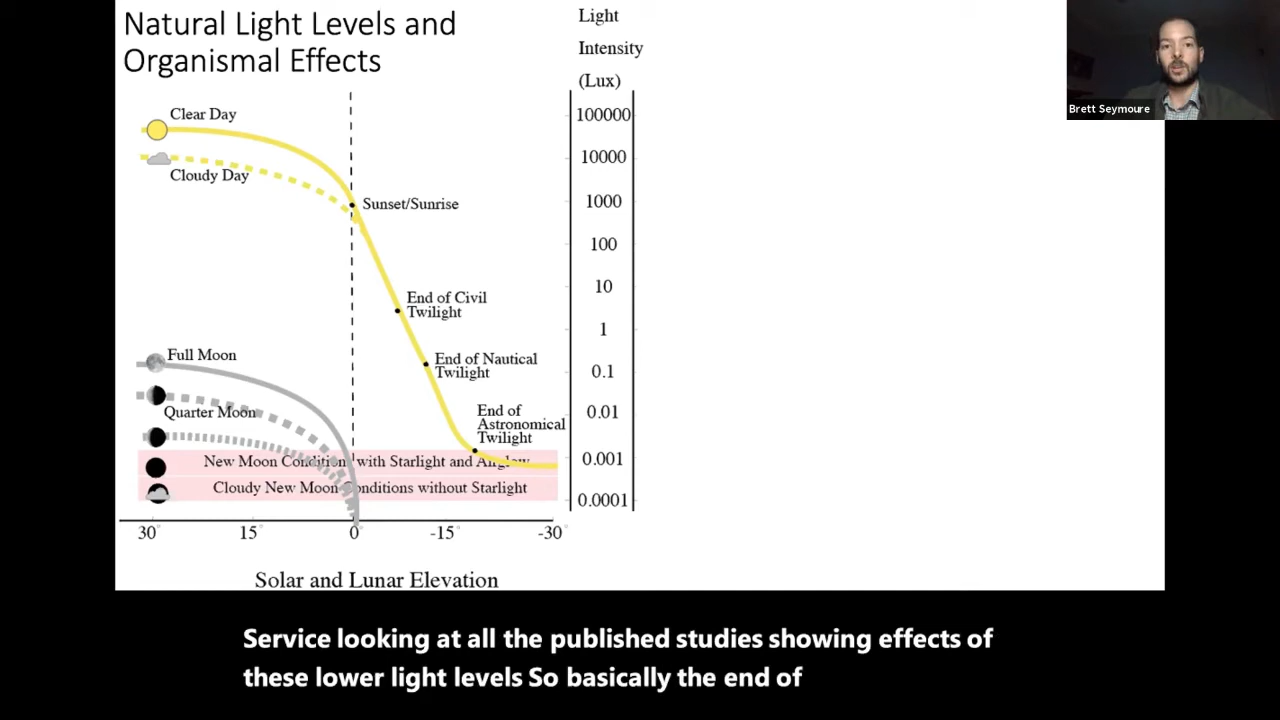 Natural Light Levels and
Organismal Effects
Light
Intensity
(Lux)
Brett Seymoure
Clear Day
Cloudy Day
Sunset/Sunrise
End of Civil
Twilight
End of Nautical
Twilight
End of
Astronomical
Twilight
Full Moon
Quarter Moon
New Moon Conditions with Starlight and Airglow
Cloudy New Moon Conditions without Starlight
100000
10000
1000
100
10
1
0.1
0.01
0.001
0.0001
30° 15° 0° -15° -30°
Solar and Lunar Elevation
Service looking at all the published studies showing effects of
these lower light levels So basically the end of